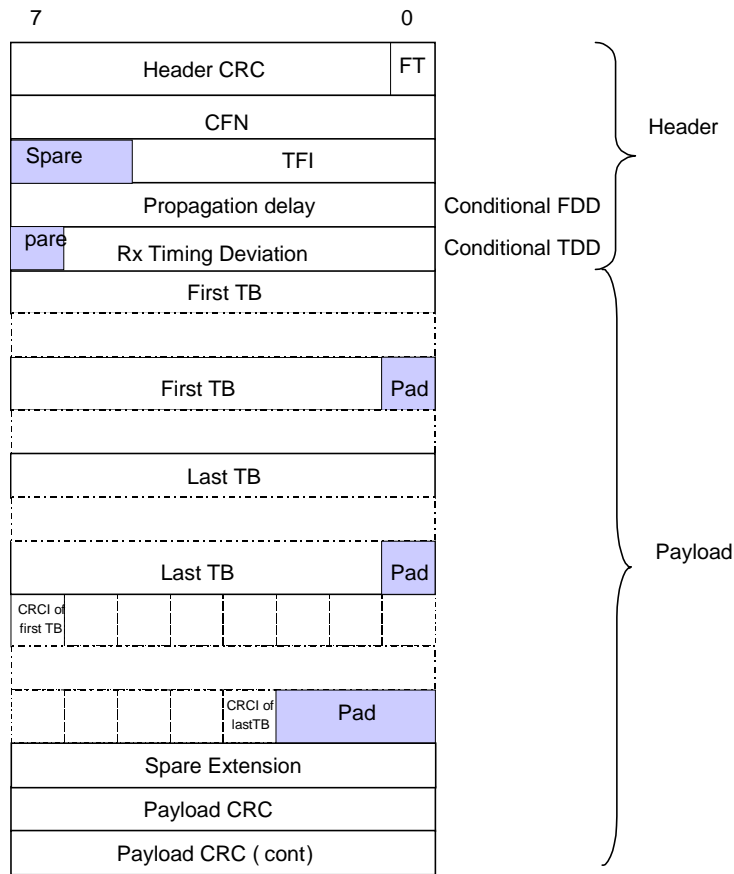 7 0
Header CRC FT
CFN
Header
Spare TFI
Propagation delay Conditional FDD
pare Rx Timing Deviation Conditional TDD
First TB
First TB Pad
Last TB
Payload
Last TB Pad
CRCI of
first TB
CRCI of
lastTB
Pad
Spare Extension
Payload CRC
Payload CRC ( cont)